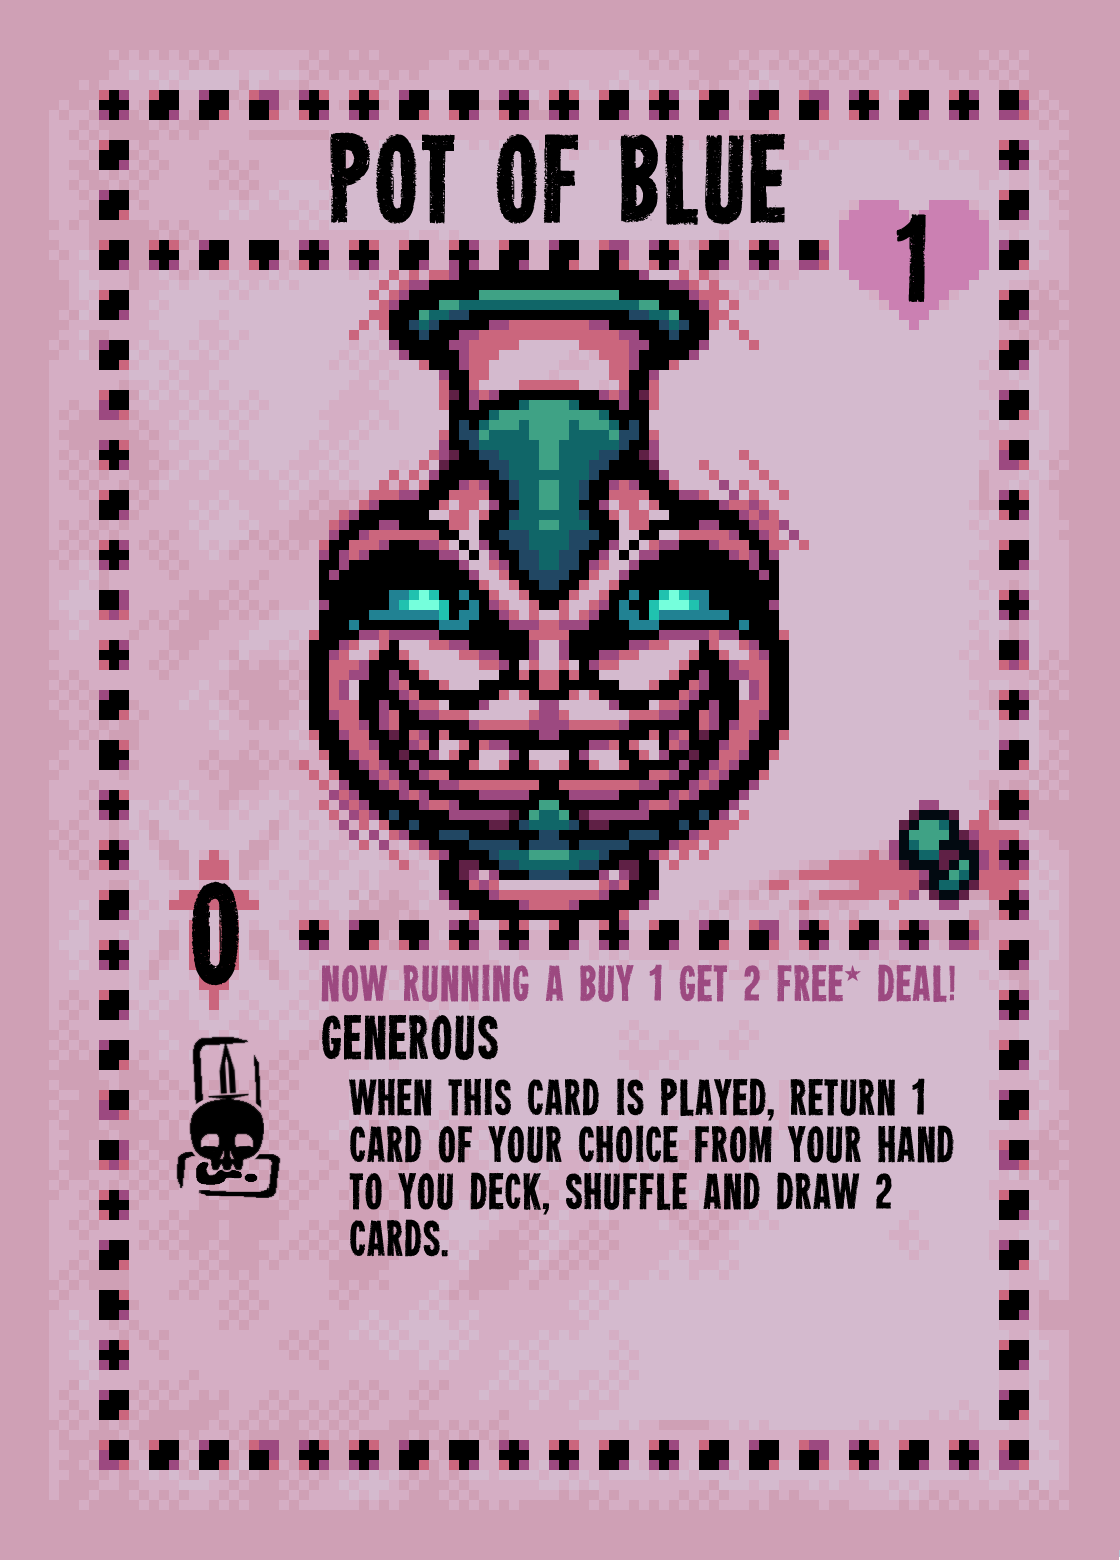 POT OF BLUE
1
0
NOW RUNNING A BUY 1 GET 2 FREE* DEAL!
GENEROUS
WHEN THIS CARD IS PLAYED, RETURN 1
CARD OF YOUR CHOICE FROM YOUR HAND
TO YOU DECK, SHUFFLE AND DRAW 2
CARDS.